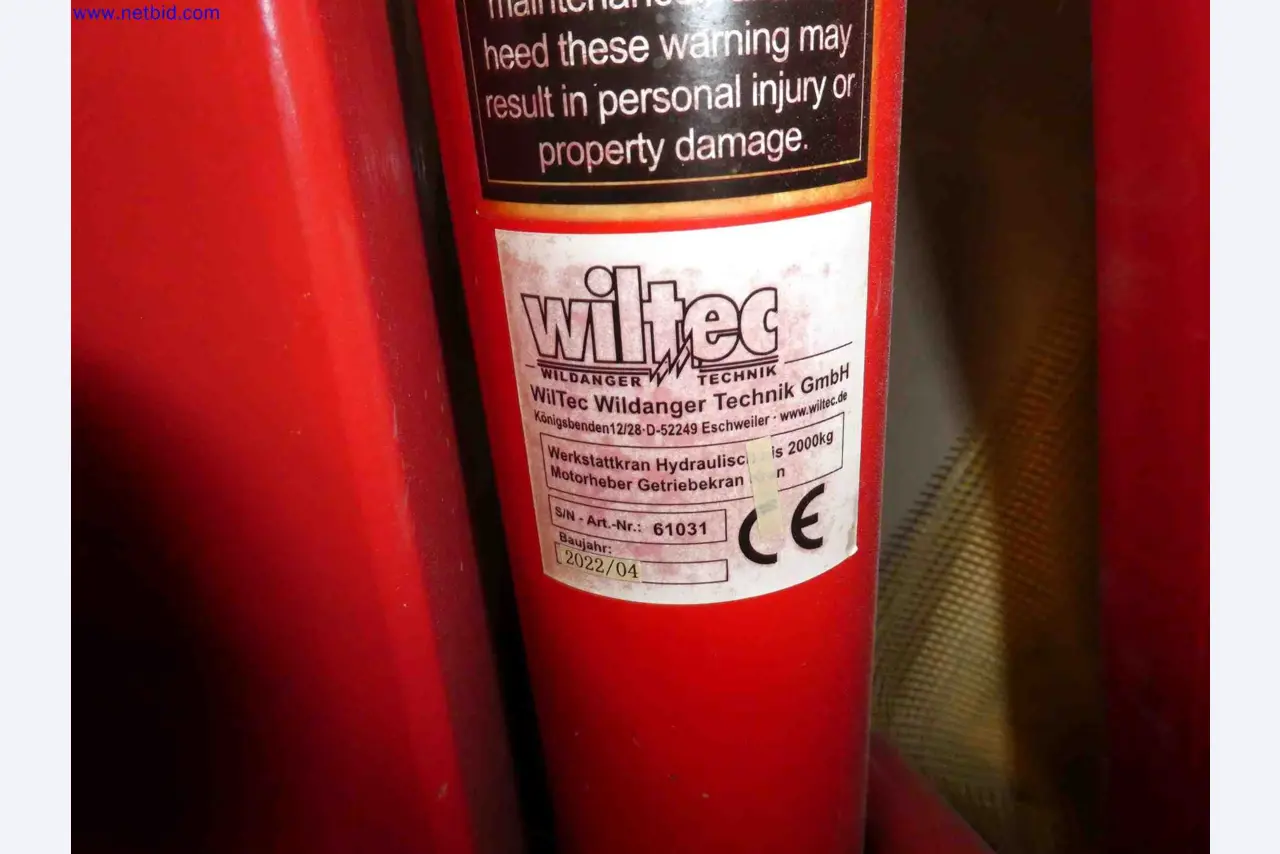 www.netbid.com
heed these warning may
result in personal injury or
property damage.
wiltec
WILDANGER TECHNIK
WilTec Wildanger Technik GmbH
Königsbenden12/28·D-52249 Eschweiler · www.wiltec.de
Werkstattkran 2000kg
Motorheber Getriebekran
S/N - Art.-Nr.: 61031
Baujahr:
2022/04
CE